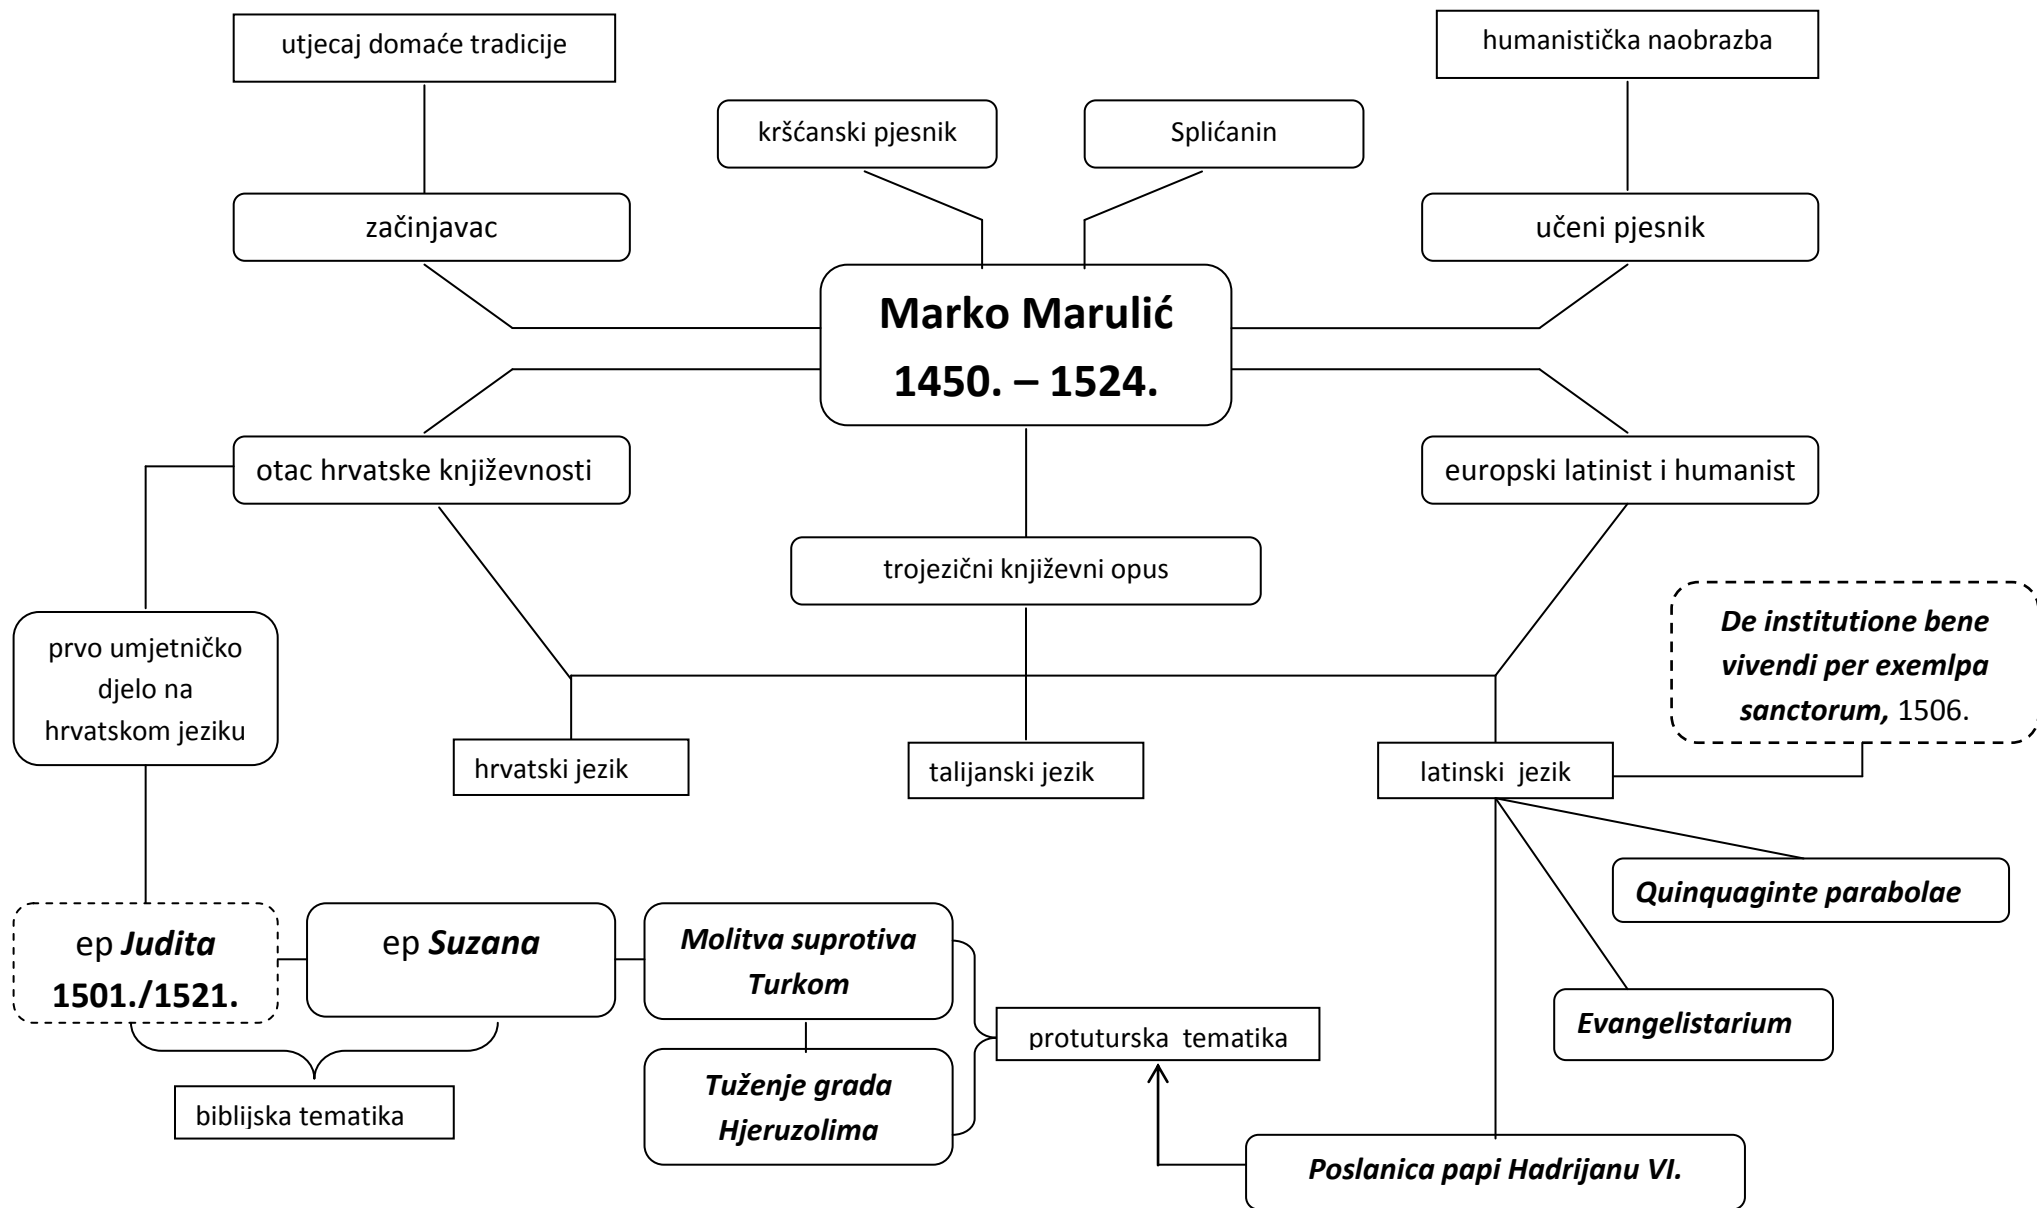 utjecaj domaće tradicije
humanistička naobrazba
kršćanski pjesnik
Splićanin
začinjavac
učeni pjesnik
Marko Marulić
1450. – 1524.
otac hrvatske književnosti
europski latinist i humanist
trojezični književni opus
De institutione bene
vivendi per exemlpa
sanctorum, 1506.
prvo umjetničko
djelo na
hrvatskom jeziku
hrvatski jezik
talijanski jezik
latinski jezik
Quinquaginte parabolae
ep Judita
1501./1521.
ep Suzana
Molitva suprotiva
Turkom
Evangelistarium
protuturska tematika
Tuženje grada
Hjeruzolima
biblijska tematika
Poslanica papi Hadrijanu VI.